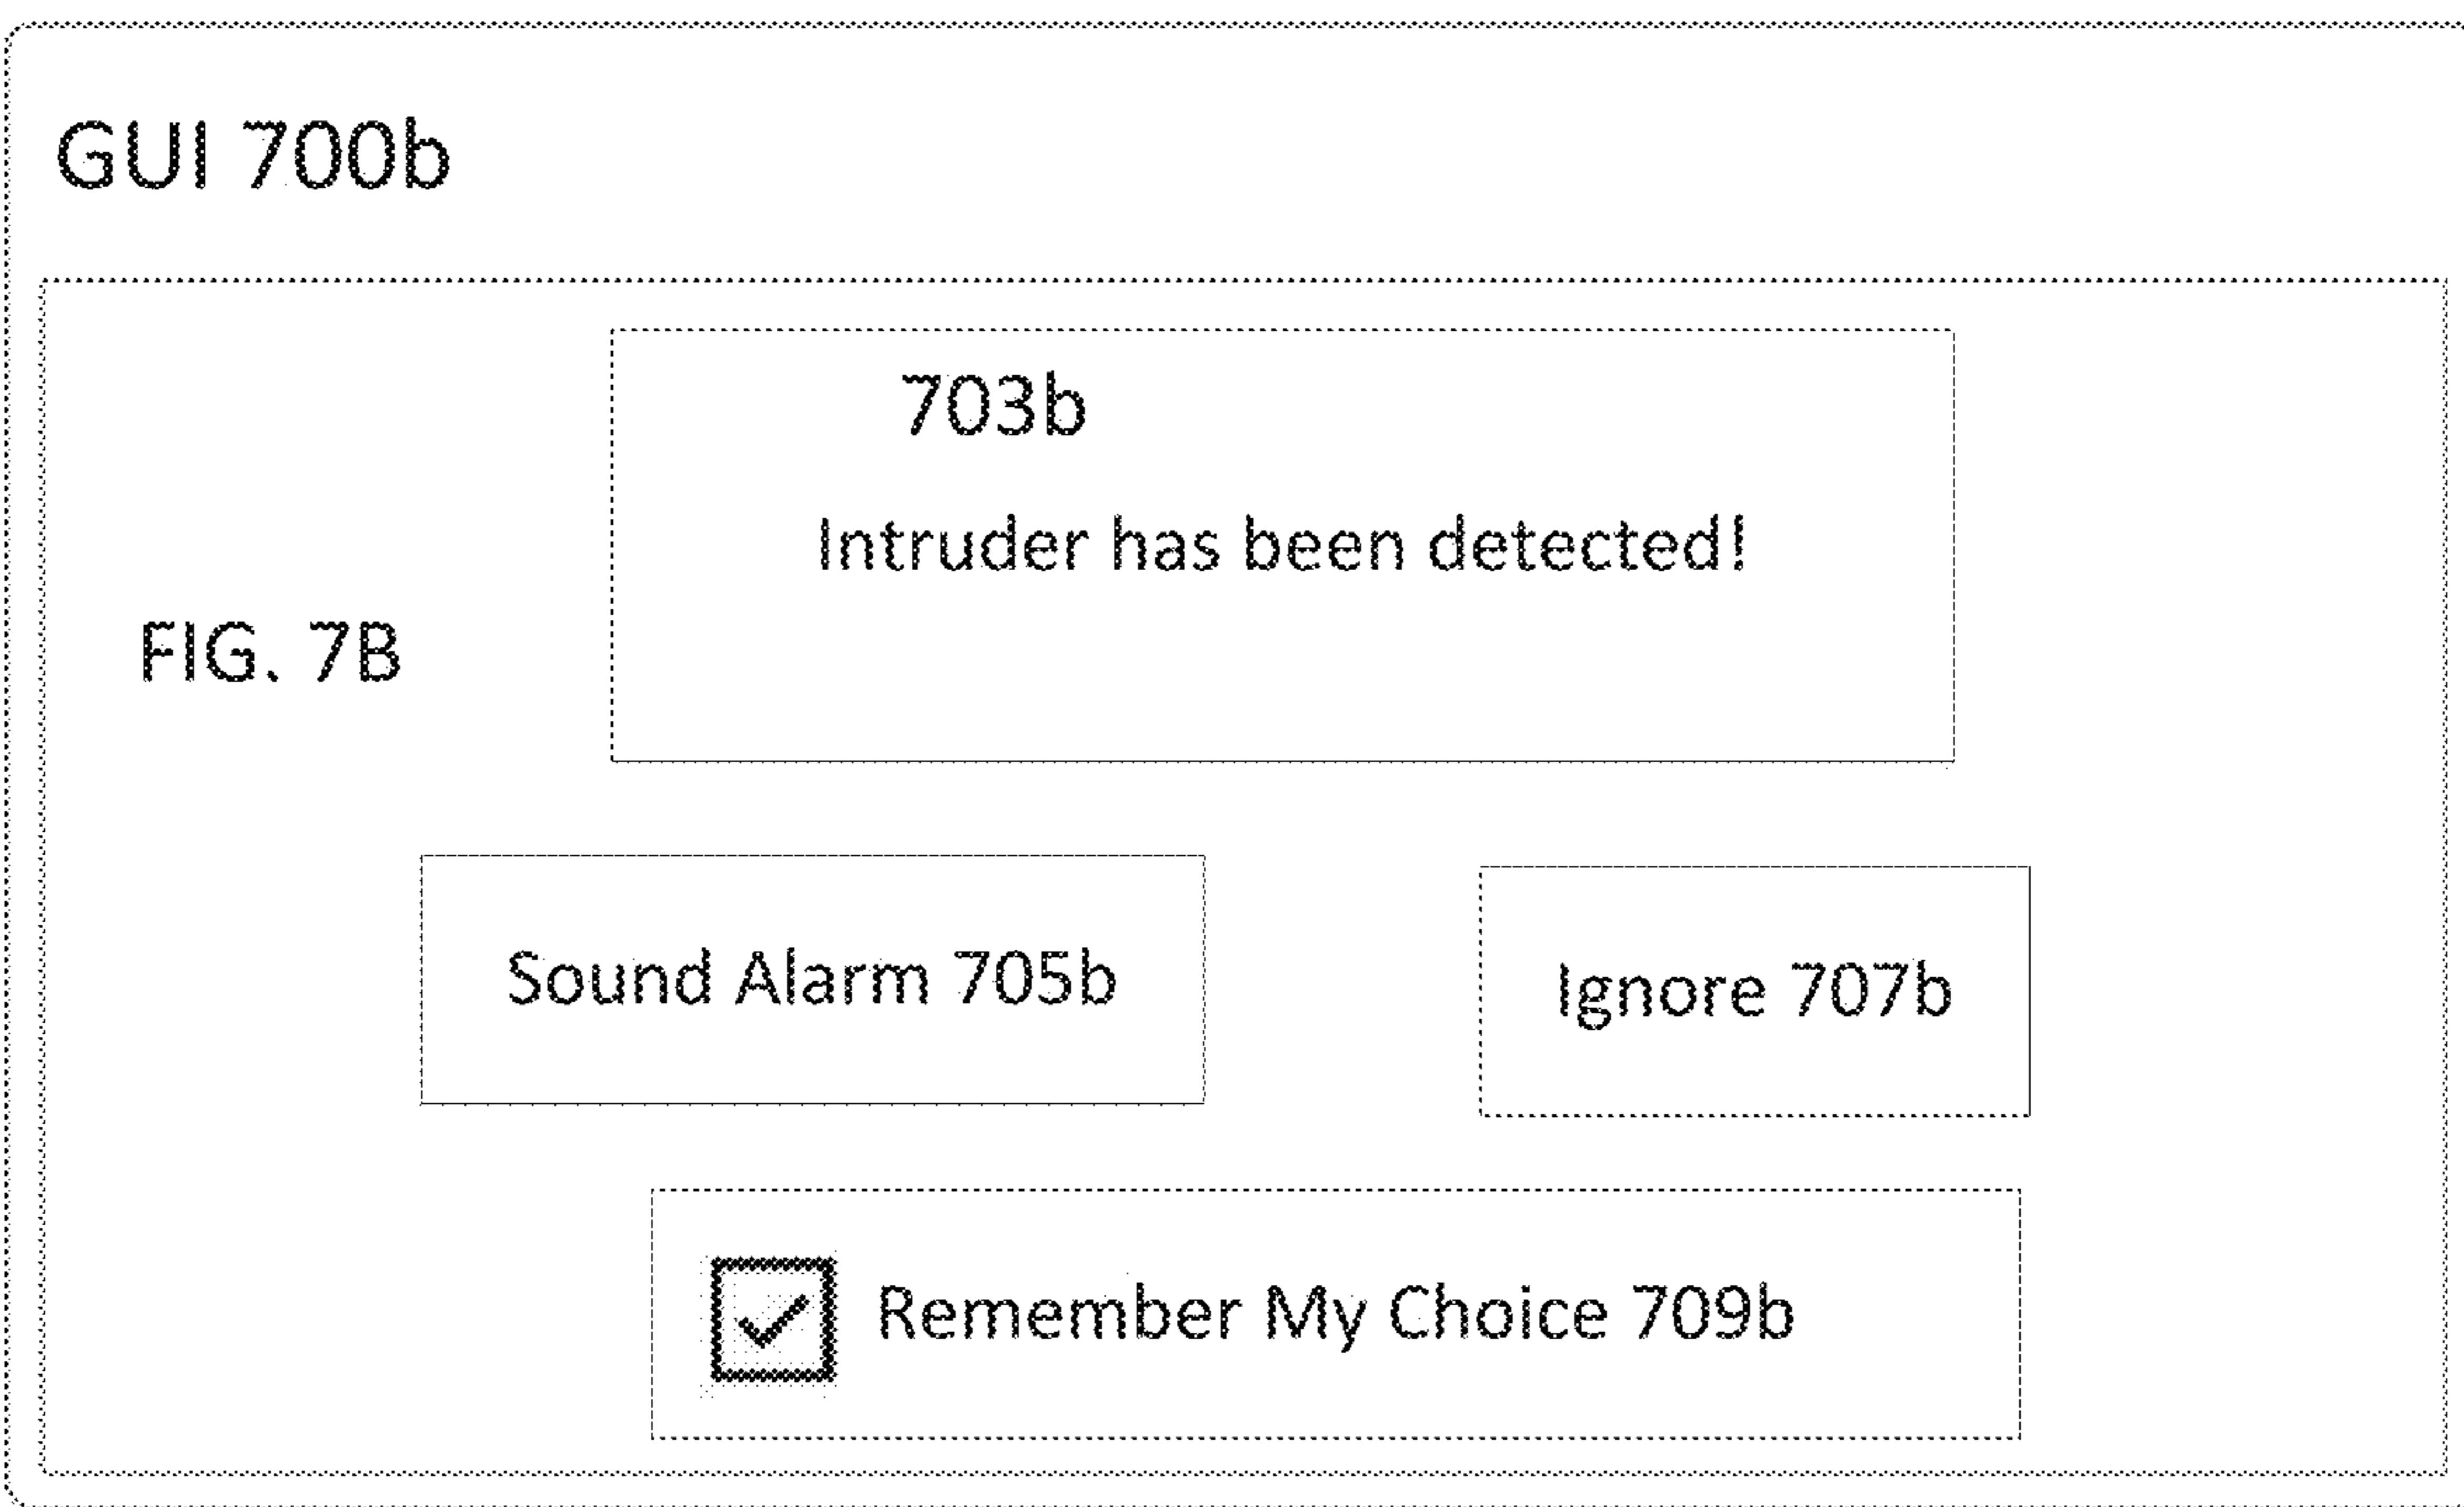 GUI 700b
703b
Intruder has been detected!
FIG. 7B
Sound Alarm 705b
Ignore 707b
Remember My Choice 709b